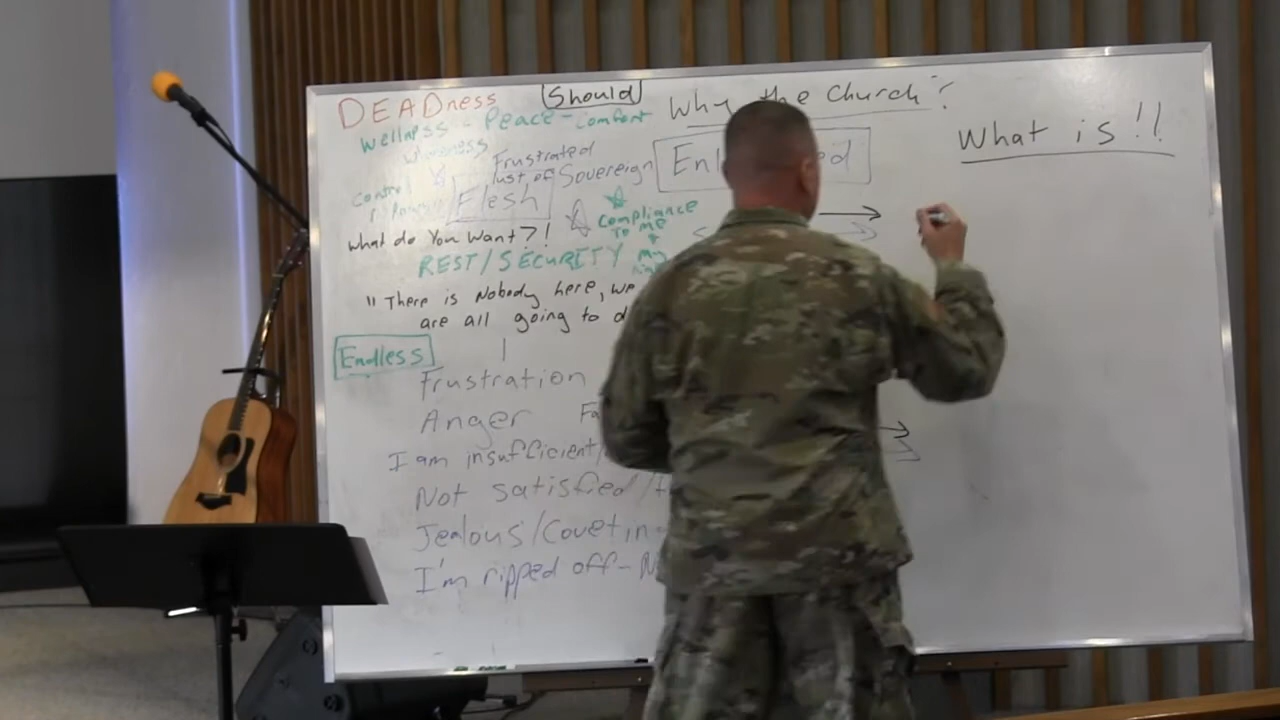 DEADness
Should
Why the Church?
What is!!
Wellness - Peace - Comfort
Wholeness
Frustrated
lust of Sovereign
Control
Flesh
Compliance
TO ME
my
What do You Want?!
REST/SECURITY
"There is Nobody here, we
are all going to
Endless
Frustration
Anger
I am insufficient/
Not satisfied/
Jealous/Coveting
I'm ripped off -